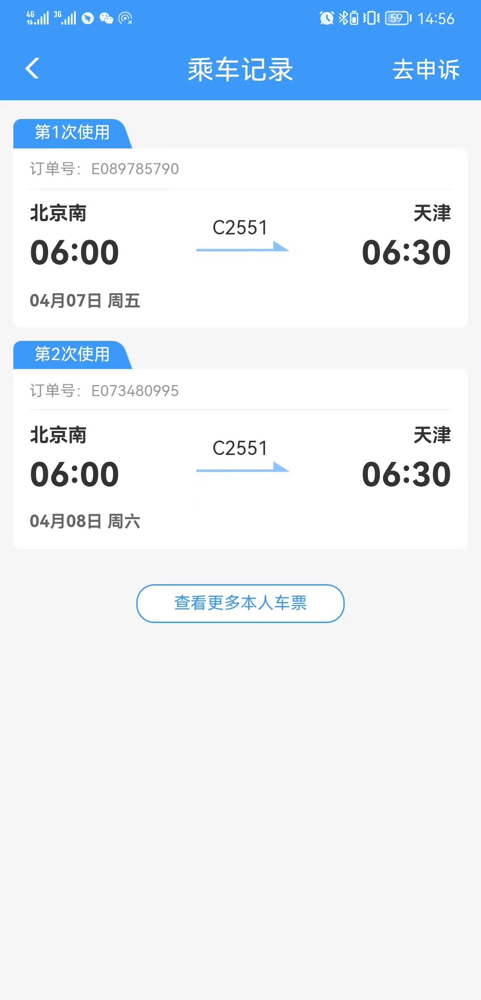 4G 3G 59 14:56
乘车记录 去申诉
第1次使用
订单号：E089785790
北京南 C2551 天津
06:00 06:30
04月07日 周五
第2次使用
订单号：E073480995
北京南 C2551 天津
06:00 06:30
04月08日 周六
查看更多本人车票